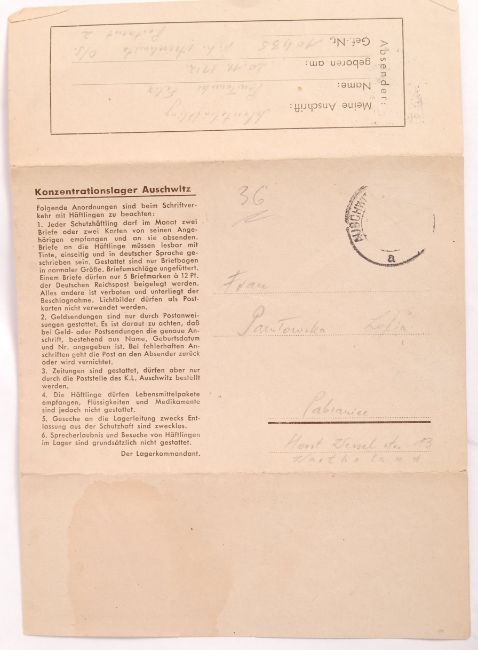 Absender:
Meine Anschrift:
Name:
geboren am: 1912
Gef.-Nr.
Konzentrationslager Auschwitz
Folgende Anordnungen sind beim Schriftver-
kehr mit Häftlingen zu beachten:
1. Jeder Schutzhäftling darf im Monat zwei
Briefe oder zwei Karten von seinen Ange-
hörigen empfangen und an sie absenden.
Briefe an die Häftlinge müssen lesbar mit
Tinte, einseitig und in deutscher Sprache ge-
schrieben sein. Gestattet sind nur Briefbogen
in normaler Größe. Briefumschläge ungefüttert.
Einem Briefe dürfen nur 5 Briefmarken à 12 Pf.
der Deutschen Reichspost beigelegt werden.
Alles andere ist verboten und unterliegt der
Beschlagnahme. Lichtbilder dürfen als Post-
karten nicht verwendet werden.
2. Geldsendungen sind nur durch Postanwei-
sungen gestattet. Es ist darauf zu achten, daß
bei Geld- oder Postsendungen die genaue An-
schrift, bestehend aus Name, Geburtsdatum
und Nr. angegeben ist. Bei fehlerhaften An-
schriften geht die Post an den Absender zurück
oder wird vernichtet.
3. Zeitungen sind gestattet, dürfen aber nur
durch die Poststelle des K.L. Auschwitz bestellt
werden.
4. Die Häftlinge dürfen Lebensmittelpakete
empfangen, Flüssigkeiten und Medikamente
sind jedoch nicht gestattet.
5. Gesuche an die Lagerleitung zwecks Ent-
lassung aus der Schutzhaft sind zwecklos.
6. Sprecherlaubnis und Besuche von Häftlingen
im Lager sind grundsätzlich nicht gestattet.
Der Lagerkommandant.
36
a
Frau
Pawłowska Zofia
Pabianice
Horst Wessel str. 13
Wartheland